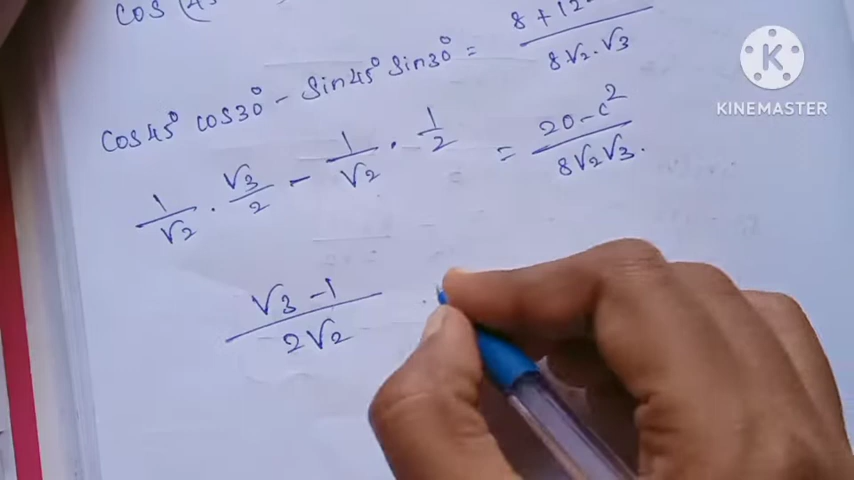 cos (45
8 + 12
8√2.√3
cos45° cos30° - sin45° sin30° =
1/√2 . √3/2 - 1/√2 . 1/2 = 20-c²/8√2√3.
√3 -1/2√2
K
KINEMASTER